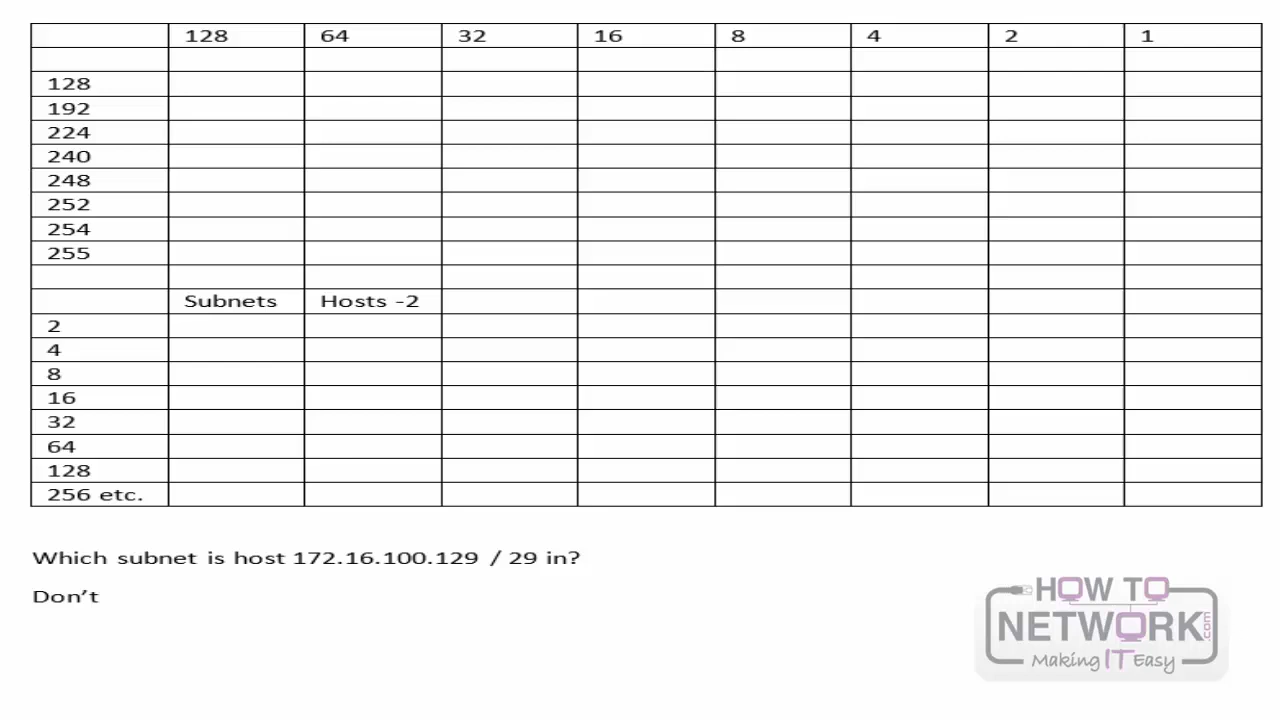 128 64 32 16 8 4 2 1
128
192
224
240
248
252
254
255
Subnets Hosts -2
2
4
8
16
32
64
128
256 etc.
Which subnet is host 172.16.100.129 / 29 in?
Don’t
HOW TO
NETWORK.com
Making IT Easy